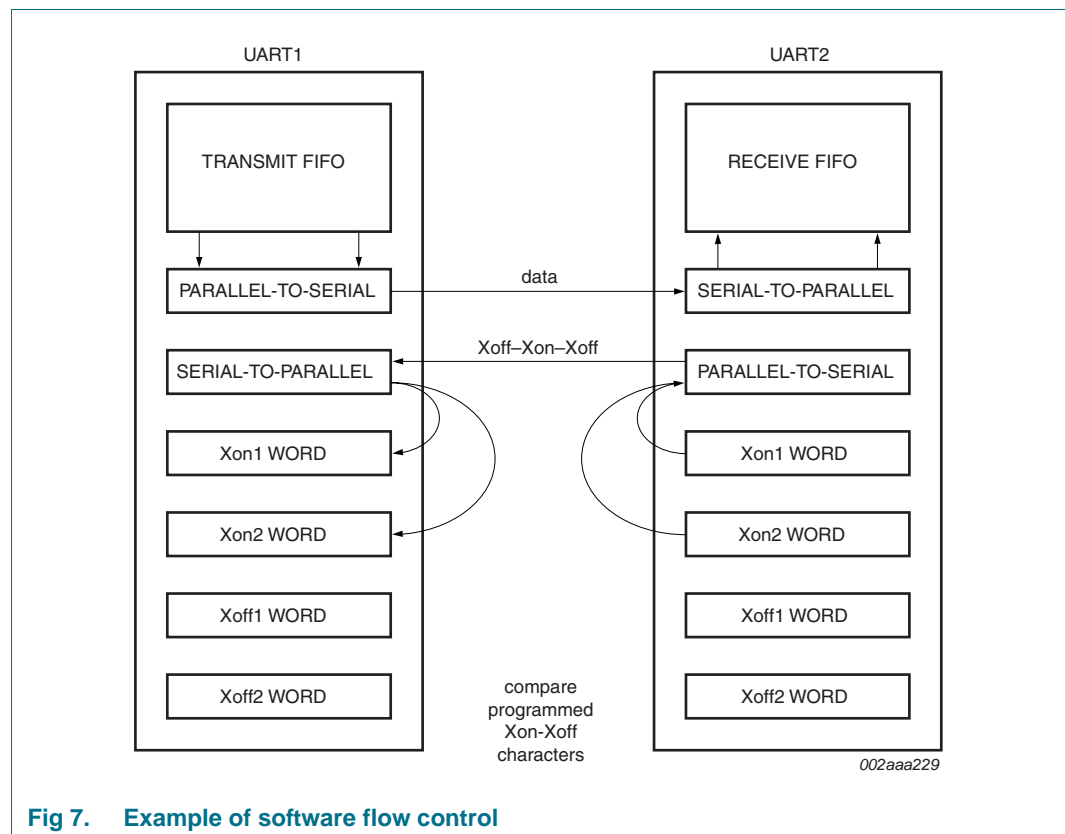 UART1
UART2
TRANSMIT FIFO
RECEIVE FIFO
PARALLEL-TO-SERIAL
data
SERIAL-TO-PARALLEL
Xoff–Xon–Xoff
SERIAL-TO-PARALLEL
PARALLEL-TO-SERIAL
Xon1 WORD
Xon1 WORD
Xon2 WORD
Xon2 WORD
Xoff1 WORD
Xoff1 WORD
Xoff2 WORD
Xoff2 WORD
compare
programmed
Xon-Xoff
characters
002aaa229
Fig 7. Example of software flow control